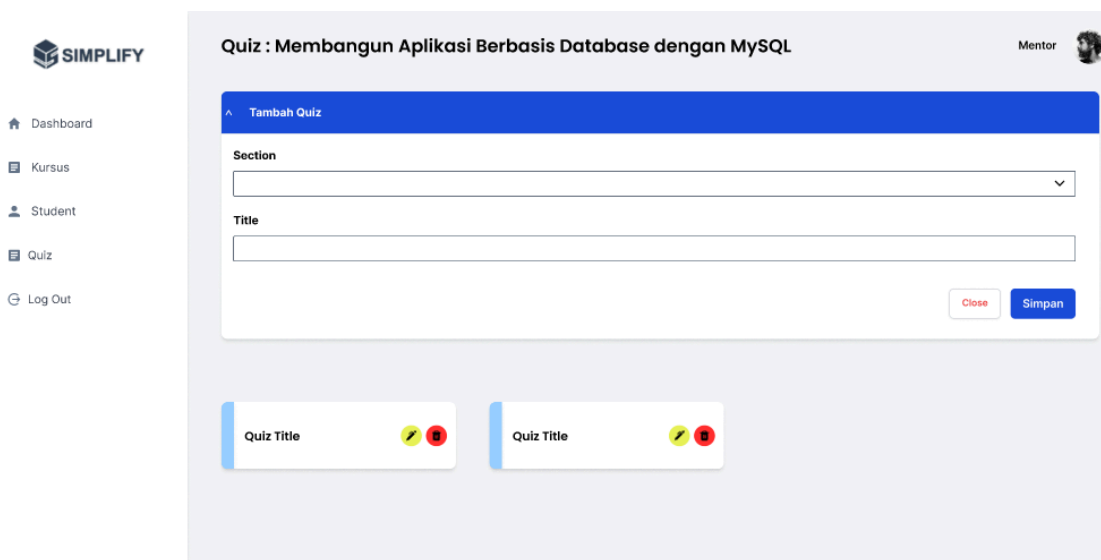 SIMPLIFY
Dashboard
Kursus
Student
Quiz
Log Out
Quiz : Membangun Aplikasi Berbasis Database dengan MySQL
Mentor
Tambah Quiz
Section
Title
Close
Simpan
Quiz Title
Quiz Title